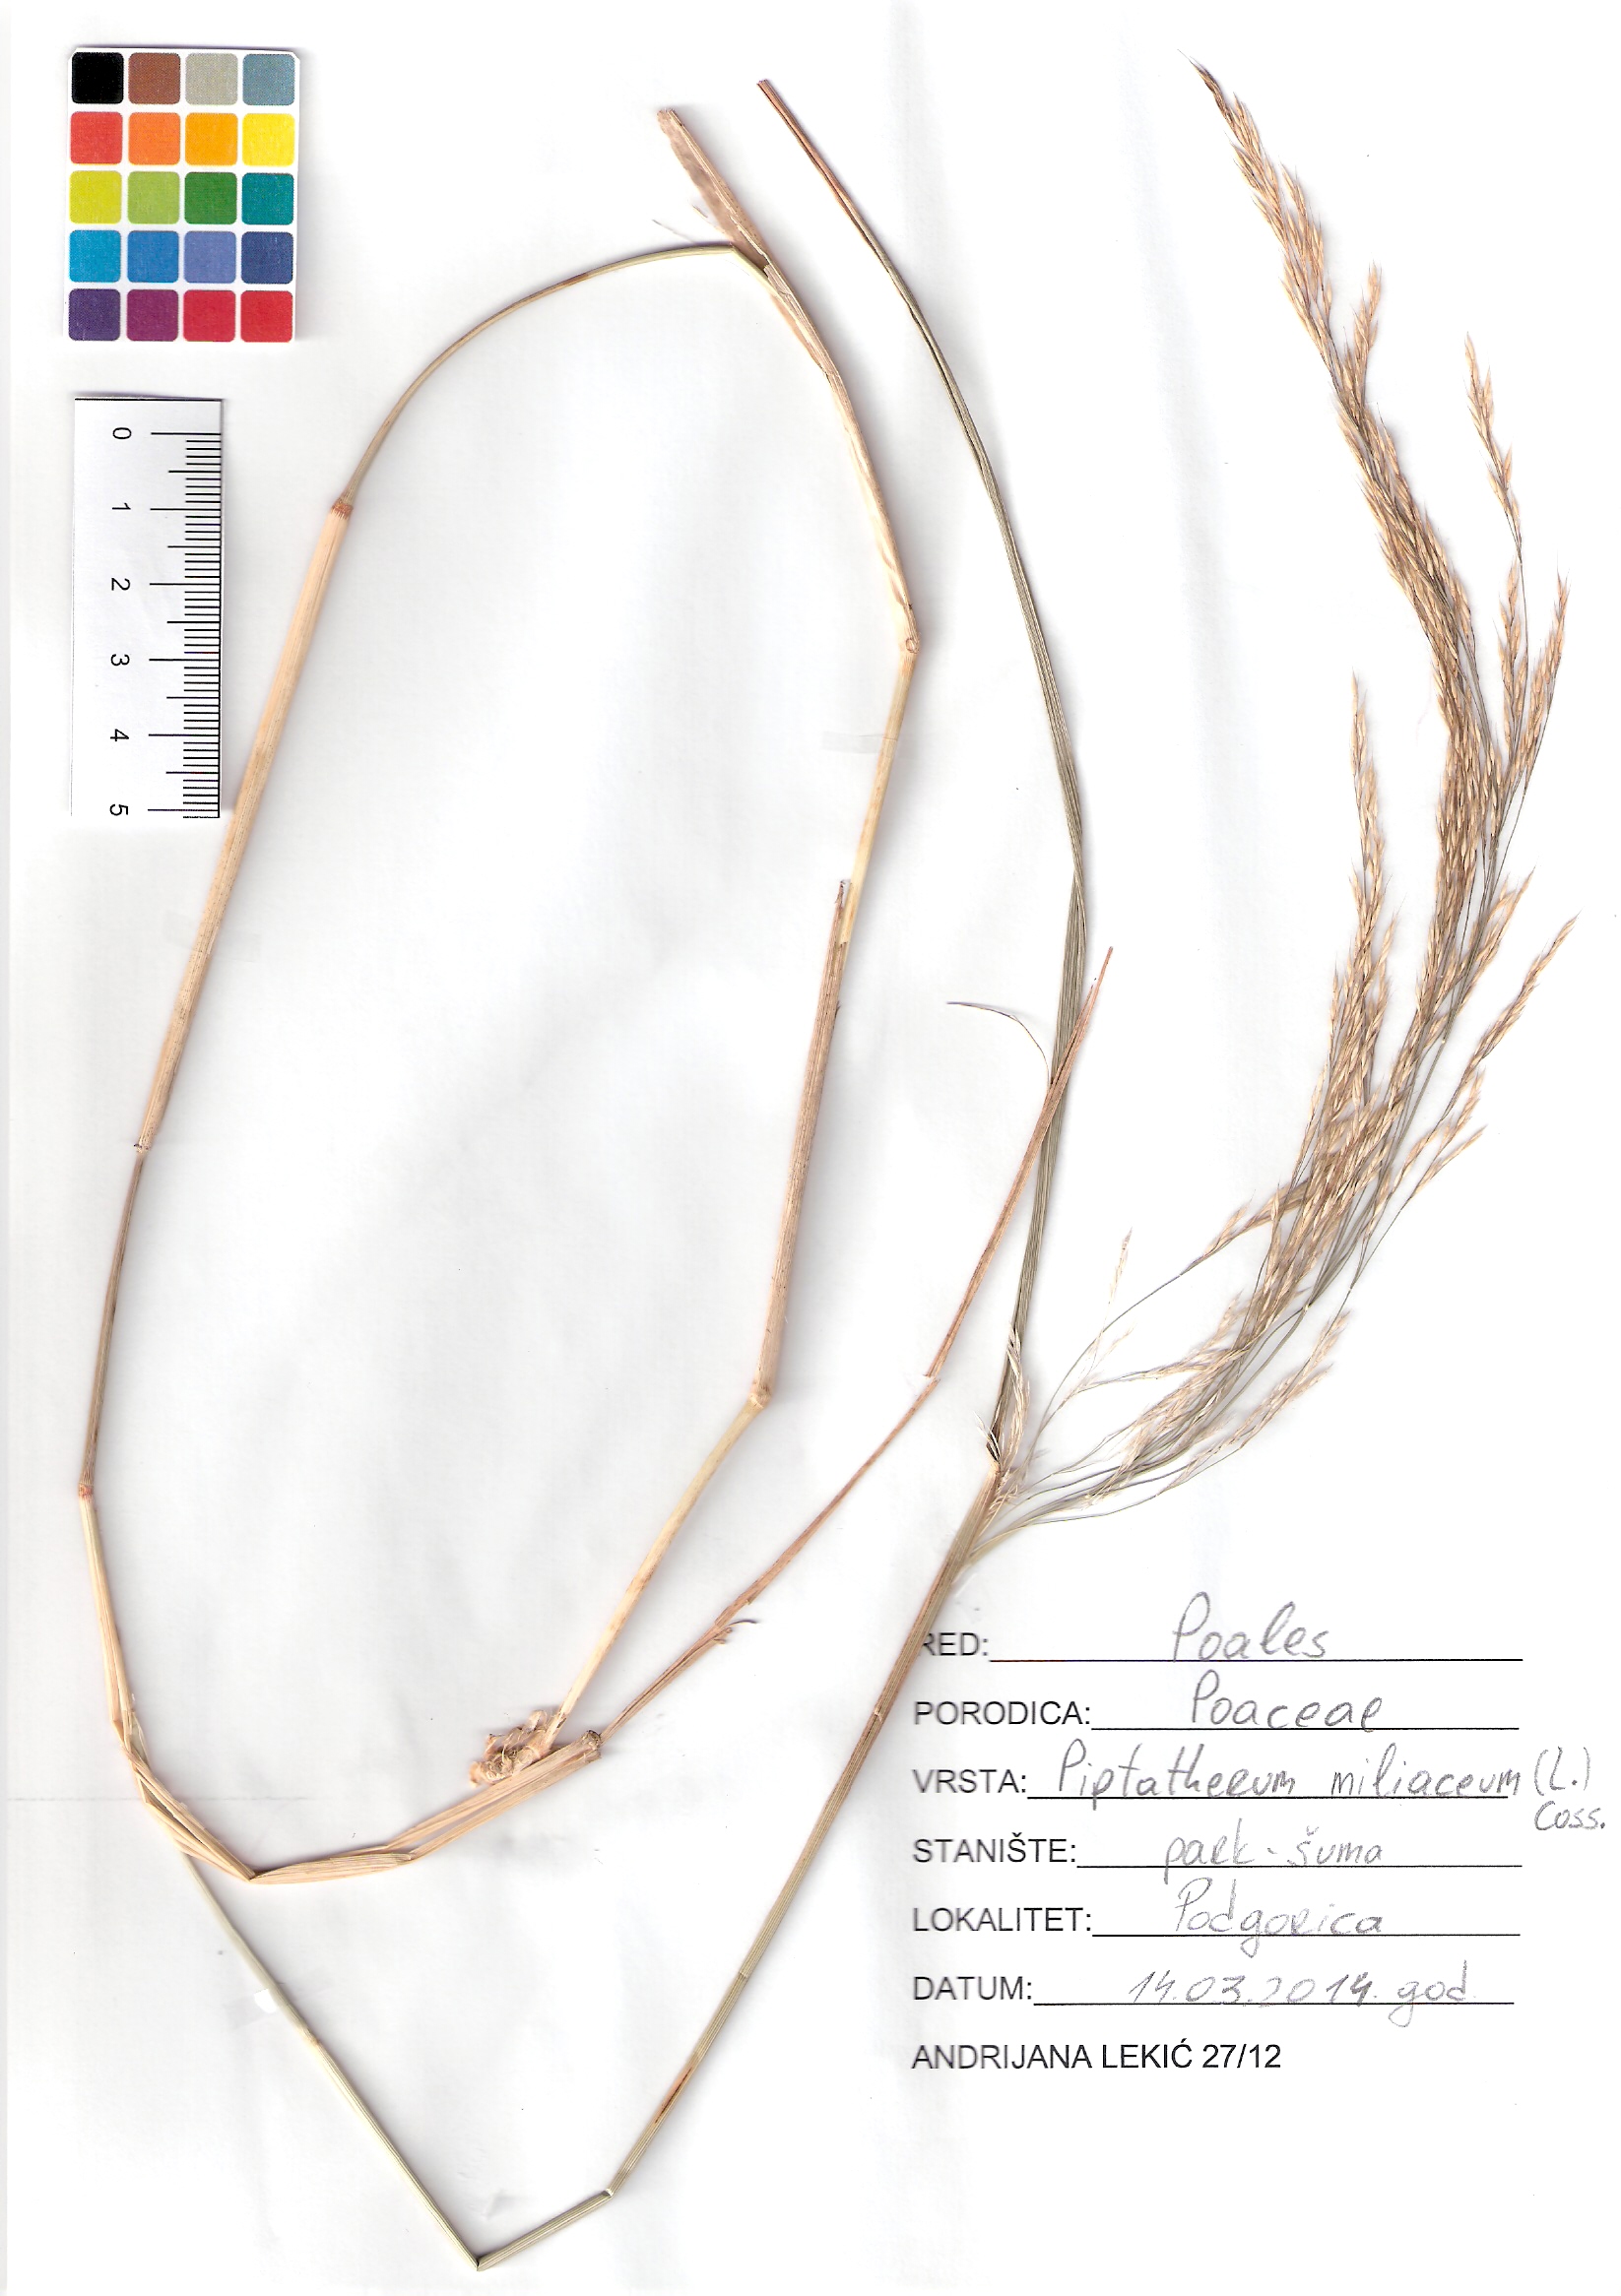 0
1
2
3
4
5
RED: Poales
PORODICA: Poaceae
VRSTA: Piptatherum miliaceum (L.)
Coss.
STANIŠTE: park-šuma
LOKALITET: Podgorica
DATUM: 14.03.2014. god
ANDRIJANA LEKIĆ 27/12